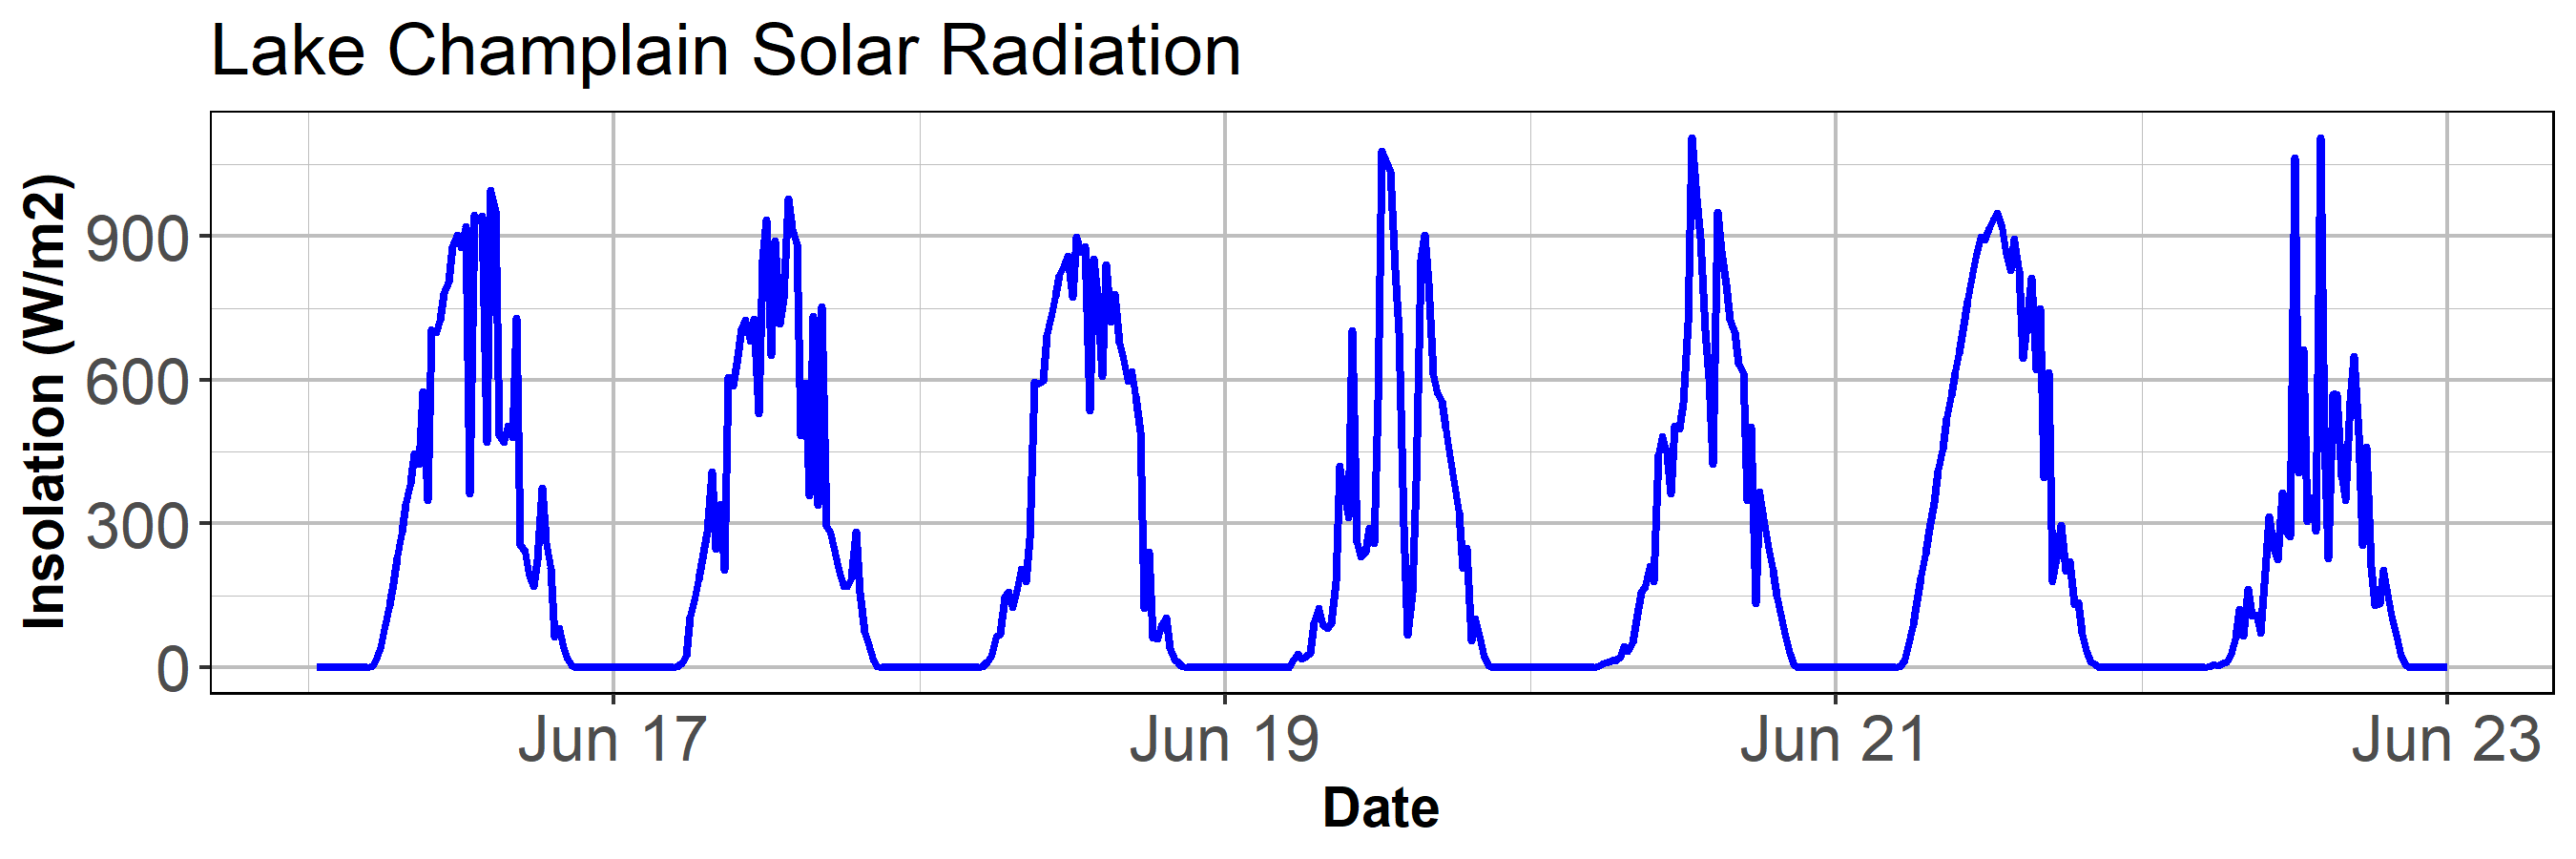 Lake Champlain Solar Radiation
Insolation (W/m2)
900
600
300
0
Jun 17
Jun 19
Jun 21
Jun 23
Date